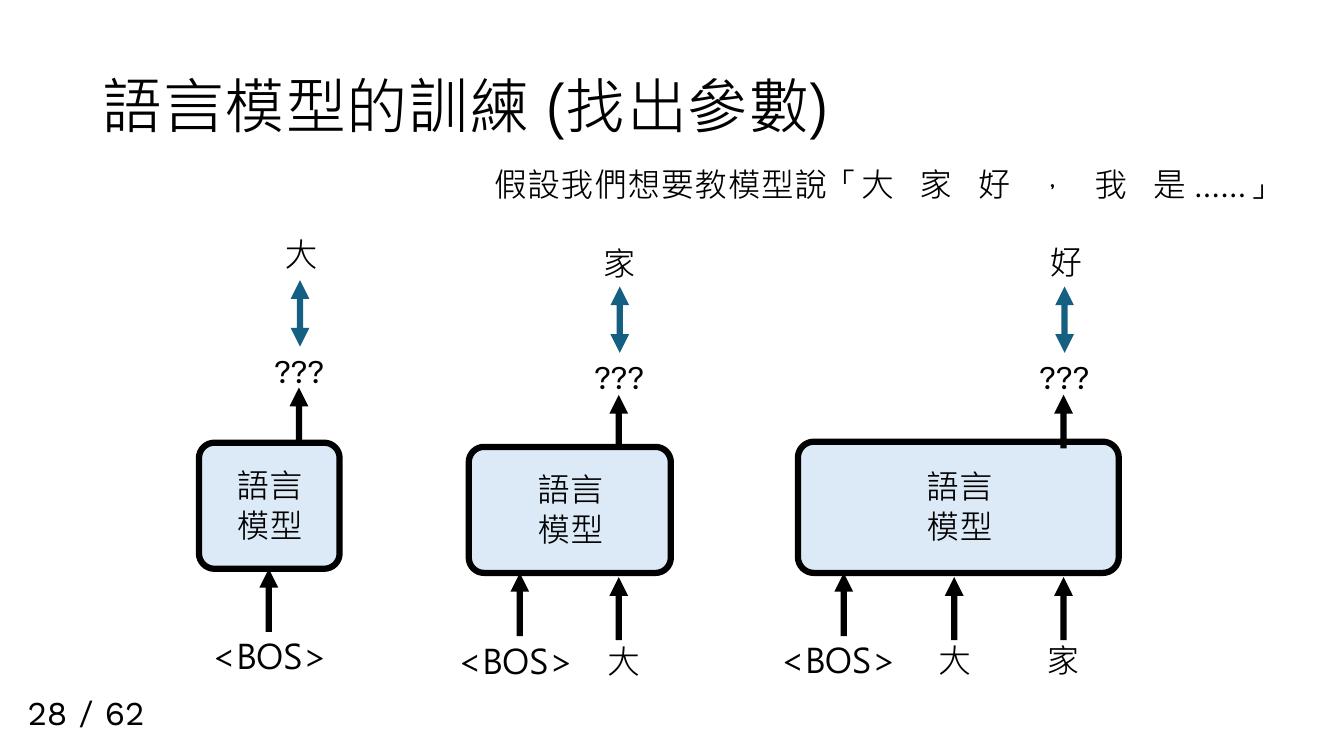 語言模型的訓練 (找出參數)
假設我們想要教模型說「大 家 好 , 我 是 ......」
大 家 好
??? ??? ???
語言 語言 語言
模型 模型 模型
<BOS> <BOS> 大 <BOS> 大 家
28 / 62